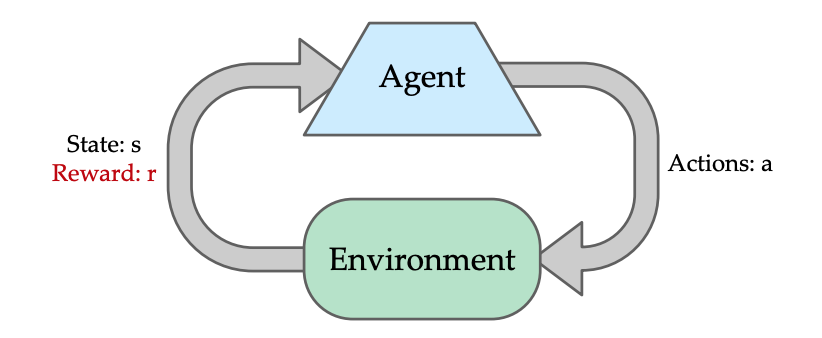 Agent
State: s
Reward: r
Actions: a
Environment